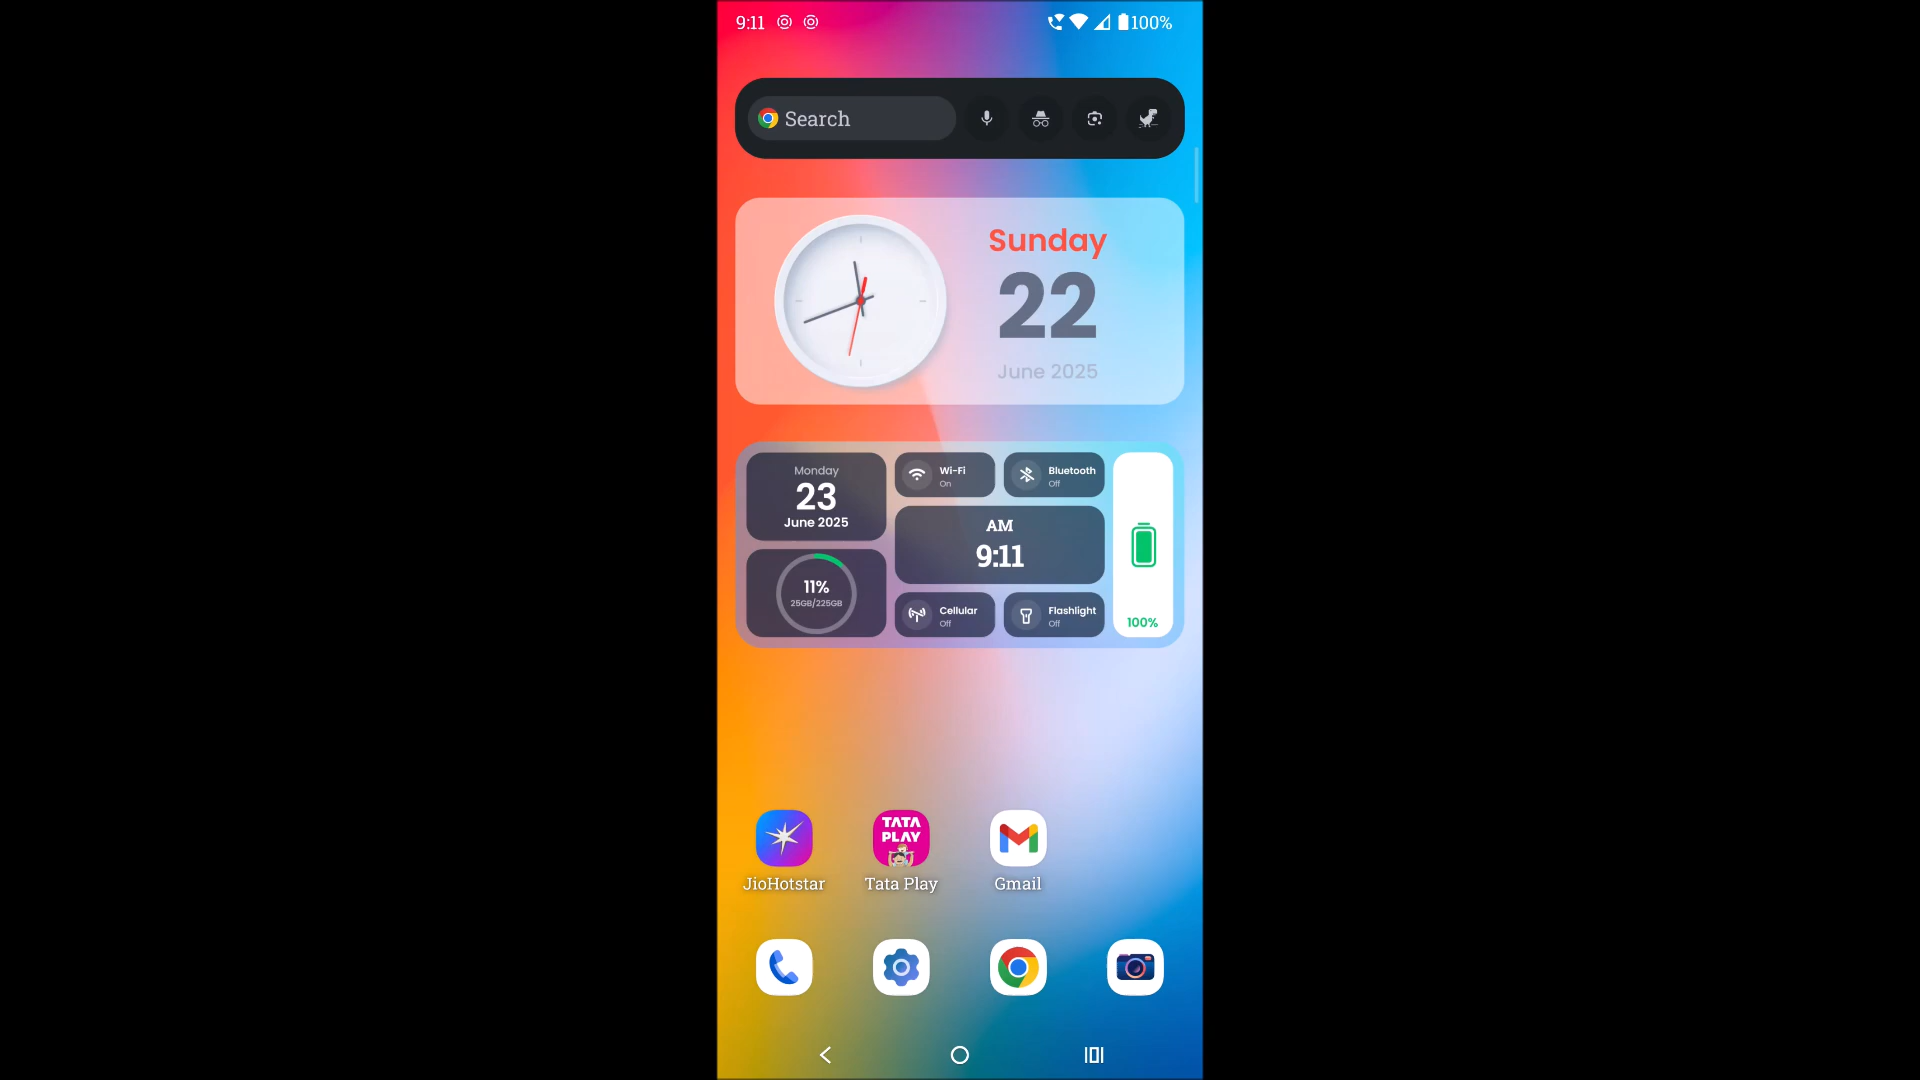 9:11 100%
Search
Sunday
22
June 2025
Monday
23
June 2025
Wi-Fi
On
Bluetooth
Off
AM
9:11
11%
25GB/225GB
Cellular
Off
Flashlight
Off
100%
TATA
PLAY
JioHotstar Tata Play Gmail